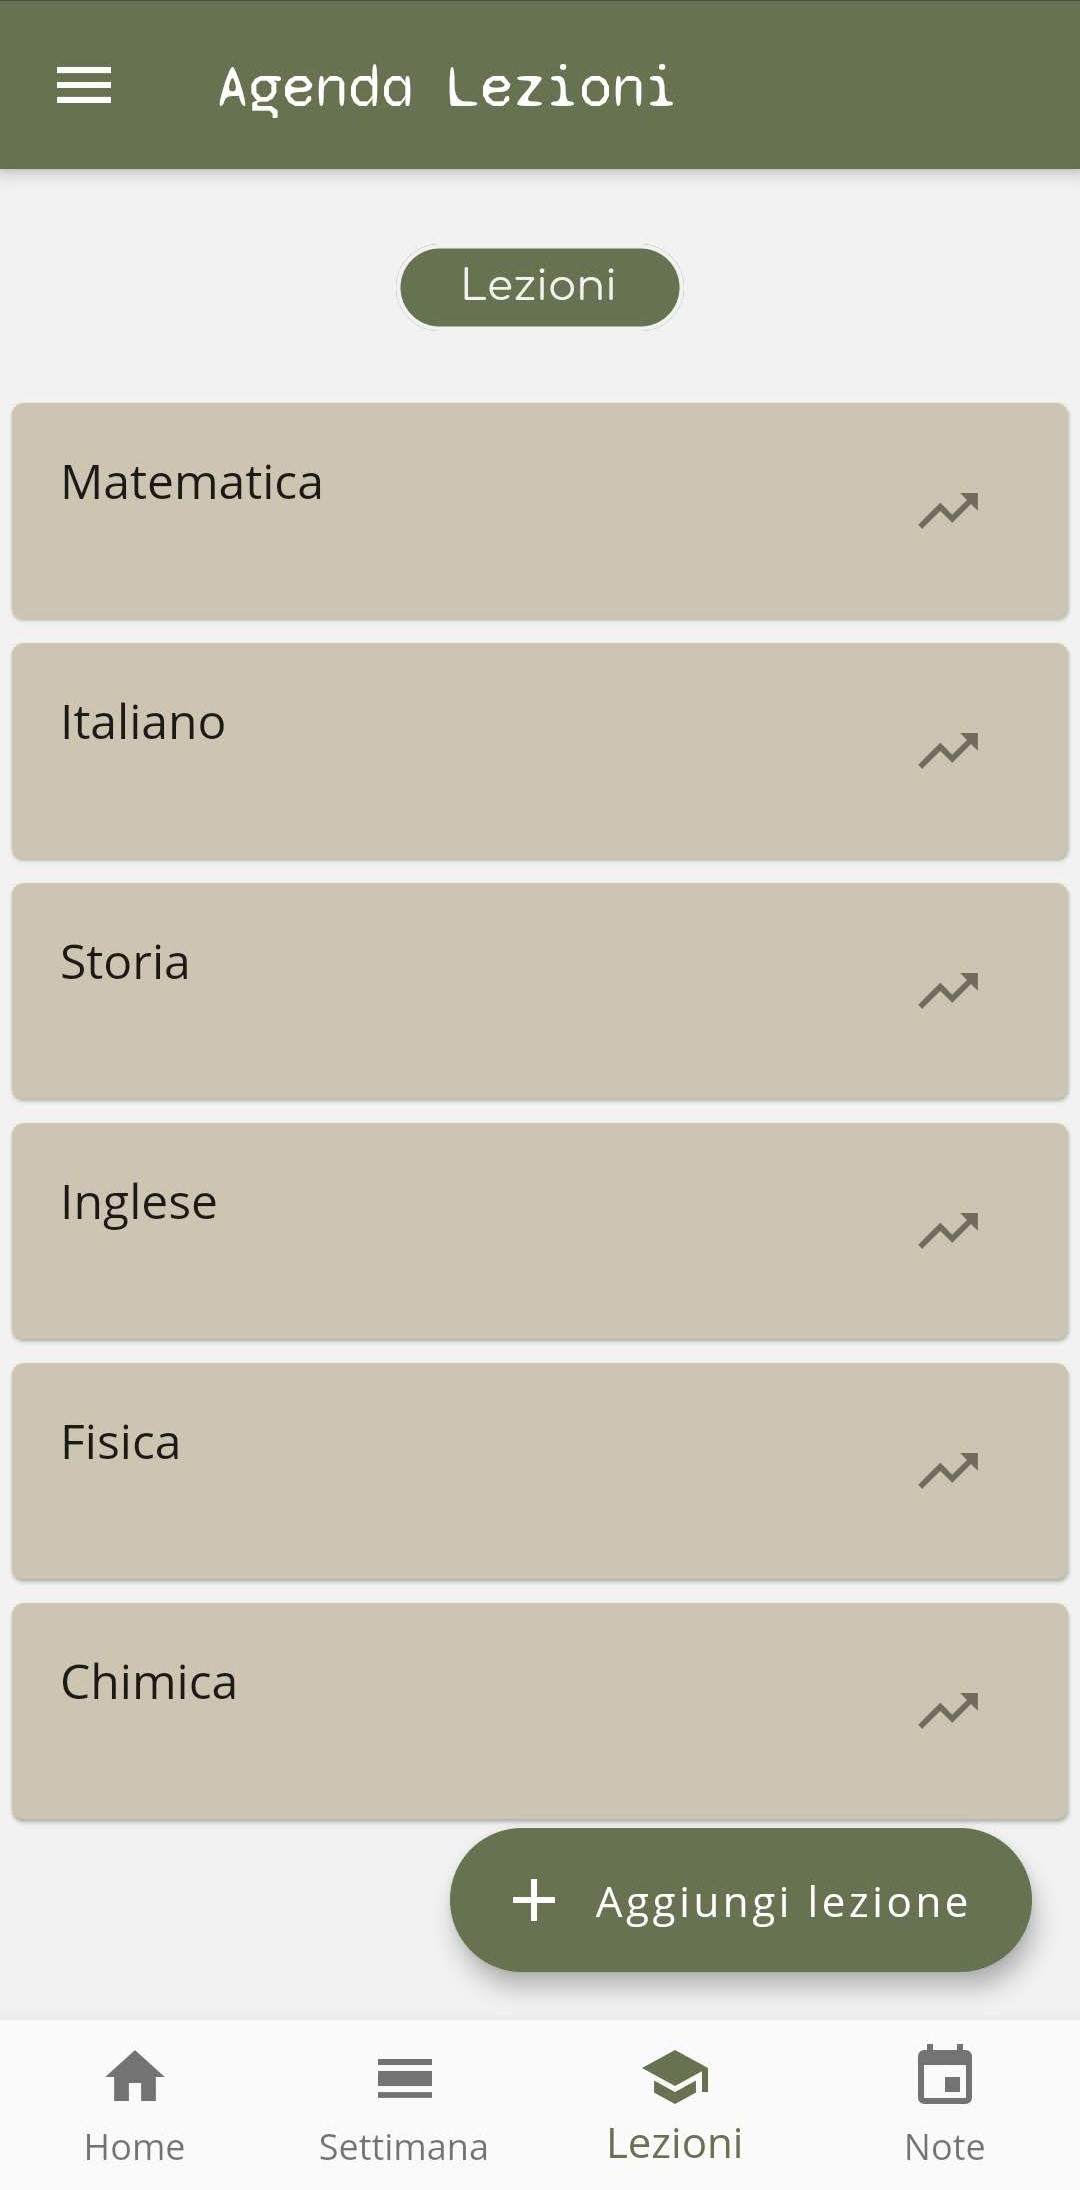 Agenda Lezioni
Lezioni
Matematica
Italiano
Storia
Inglese
Fisica
Chimica
Aggiungi lezione
Home
Settimana
Lezioni
Note